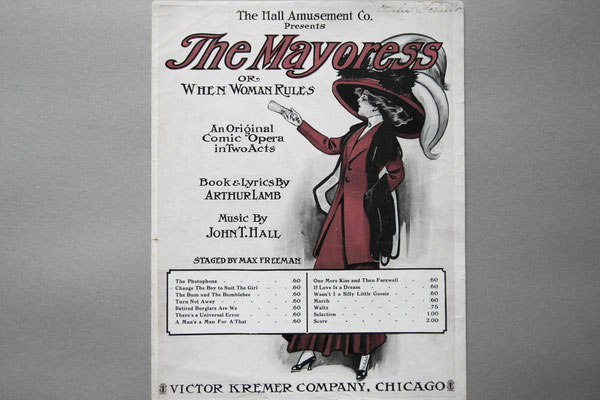 The Hall Amusement Co.
Presents
The Mayoress
OR
WHEN WOMAN RULES
An Original
Comic Opera
in Two Acts
Book & Lyrics By
ARTHUR LAMB
Music By
JOHN T. HALL
STAGED BY MAX FREEMAN
The Photophone - - .60
Change The Boy to Suit The Girl - .60
The Bum and The Bumblebee - .60
Turn Not Away - - - .60
Retired Burglars Are We - - .60
There's a Universal Error - - .60
A Man's a Man For A'That - - .60
One More Kiss and Then Farewell - .60
If Love Is a Dream - - - .60
Wasn't I a Silly Little Goosie - - .60
March - - - .60
Waltz - - - .75
Selection - - - 1.00
Score - - - 2.00
VICTOR KREMER COMPANY, CHICAGO